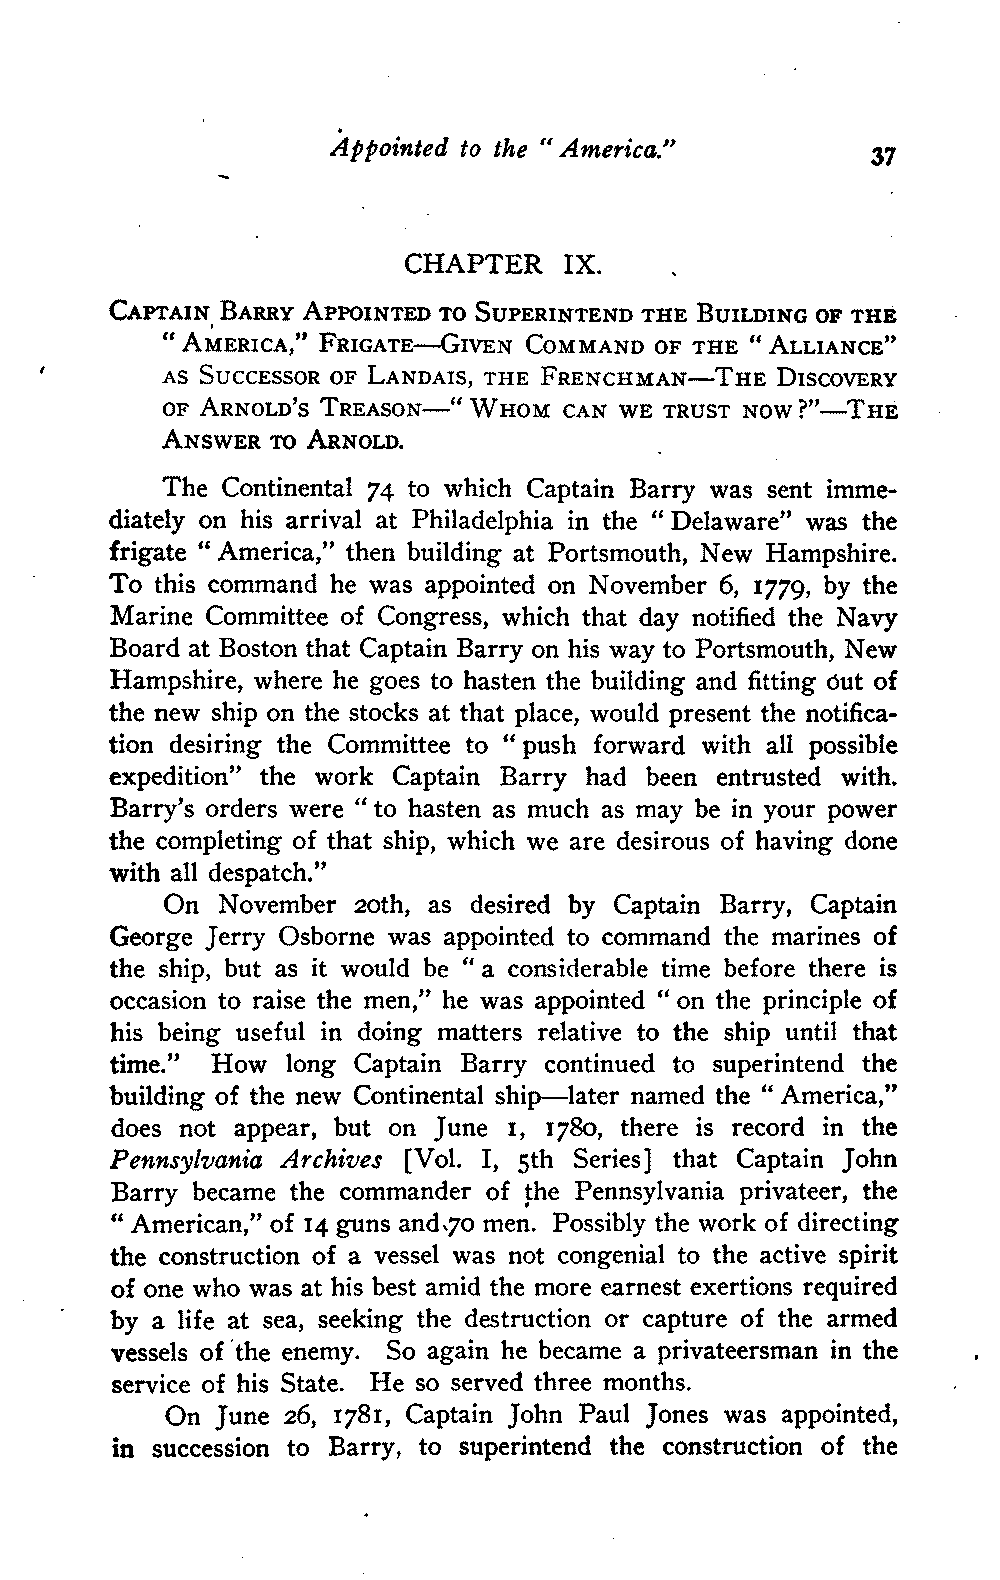 Appointed to the "America."
37
CHAPTER IX.
CAPTAIN BARRY APPOINTED TO SUPERINTEND THE BUILDING OF THE
"AMERICA," FRIGATE—GIVEN COMMAND OF THE "ALLIANCE"
AS SUCCESSOR OF LANDAIS, THE FRENCHMAN—THE DISCOVERY
OF ARNOLD'S TREASON—"WHOM CAN WE TRUST NOW?"—THE
ANSWER TO ARNOLD.
The Continental 74 to which Captain Barry was sent imme-
diately on his arrival at Philadelphia in the "Delaware" was the
frigate "America," then building at Portsmouth, New Hampshire.
To this command he was appointed on November 6, 1779, by the
Marine Committee of Congress, which that day notified the Navy
Board at Boston that Captain Barry on his way to Portsmouth, New
Hampshire, where he goes to hasten the building and fitting out of
the new ship on the stocks at that place, would present the notifica-
tion desiring the Committee to "push forward with all possible
expedition" the work Captain Barry had been entrusted with.
Barry's orders were "to hasten as much as may be in your power
the completing of that ship, which we are desirous of having done
with all despatch."
On November 20th, as desired by Captain Barry, Captain
George Jerry Osborne was appointed to command the marines of
the ship, but as it would be "a considerable time before there is
occasion to raise the men," he was appointed "on the principle of
his being useful in doing matters relative to the ship until that
time." How long Captain Barry continued to superintend the
building of the new Continental ship—later named the "America,"
does not appear, but on June 1, 1780, there is record in the
Pennsylvania Archives [Vol. I, 5th Series] that Captain John
Barry became the commander of the Pennsylvania privateer, the
"American," of 14 guns and 70 men. Possibly the work of directing
the construction of a vessel was not congenial to the active spirit
of one who was at his best amid the more earnest exertions required
by a life at sea, seeking the destruction or capture of the armed
vessels of the enemy. So again he became a privateersman in the
service of his State. He so served three months.
On June 26, 1781, Captain John Paul Jones was appointed,
in succession to Barry, to superintend the construction of the